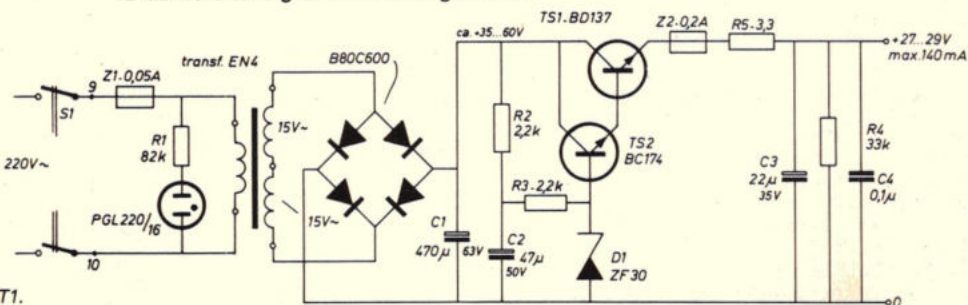 TS1-BD137
ca.+35...60V
Z2-0,2A
R5-3,3
+27...29V
max.140mA
transf. EN4
B80C600
Z1-0,05A
9
S1
R1
82k
220V~
PGL220/16
10
15V~
15V~
R2
2,2k
TS2
BC174
R3-2,2k
C1
470µ
63V
C2
47µ
50V
D1
ZF30
C3
22µ
35V
R4
33k
C4
0,1µ
0
T1.